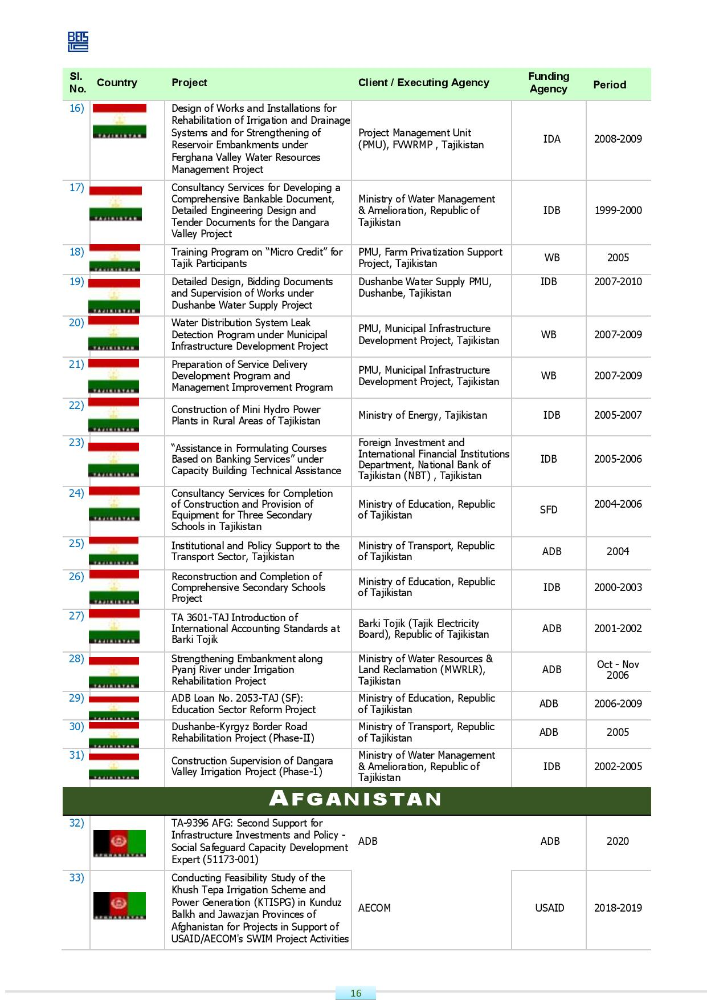 BETS
LTD
Sl.
No.
Country
Project
Client / Executing Agency
Funding
Agency
Period
16)
TAJIKISTAN
Design of Works and Installations for
Rehabilitation of Irrigation and Drainage
Systems and for Strengthening of
Reservoir Embankments under
Ferghana Valley Water Resources
Management Project
Project Management Unit
(PMU), FVWRMP , Tajikistan
IDA
2008-2009
17)
TAJIKISTAN
Consultancy Services for Developing a
Comprehensive Bankable Document,
Detailed Engineering Design and
Tender Documents for the Dangara
Valley Project
Ministry of Water Management
& Amelioration, Republic of
Tajikistan
IDB
1999-2000
18)
TAJIKISTAN
Training Program on “Micro Credit” for
Tajik Participants
PMU, Farm Privatization Support
Project, Tajikistan
WB
2005
19)
TAJIKISTAN
Detailed Design, Bidding Documents
and Supervision of Works under
Dushanbe Water Supply Project
Dushanbe Water Supply PMU,
Dushanbe, Tajikistan
IDB
2007-2010
20)
TAJIKISTAN
Water Distribution System Leak
Detection Program under Municipal
Infrastructure Development Project
PMU, Municipal Infrastructure
Development Project, Tajikistan
WB
2007-2009
21)
TAJIKISTAN
Preparation of Service Delivery
Development Program and
Management Improvement Program
PMU, Municipal Infrastructure
Development Project, Tajikistan
WB
2007-2009
22)
TAJIKISTAN
Construction of Mini Hydro Power
Plants in Rural Areas of Tajikistan
Ministry of Energy, Tajikistan
IDB
2005-2007
23)
TAJIKISTAN
“Assistance in Formulating Courses
Based on Banking Services” under
Capacity Building Technical Assistance
Foreign Investment and
International Financial Institutions
Department, National Bank of
Tajikistan (NBT) , Tajikistan
IDB
2005-2006
24)
TAJIKISTAN
Consultancy Services for Completion
of Construction and Provision of
Equipment for Three Secondary
Schools in Tajikistan
Ministry of Education, Republic
of Tajikistan
SFD
2004-2006
25)
TAJIKISTAN
Institutional and Policy Support to the
Transport Sector, Tajikistan
Ministry of Transport, Republic
of Tajikistan
ADB
2004
26)
TAJIKISTAN
Reconstruction and Completion of
Comprehensive Secondary Schools
Project
Ministry of Education, Republic
of Tajikistan
IDB
2000-2003
27)
TAJIKISTAN
TA 3601-TAJ Introduction of
International Accounting Standards at
Barki Tojik
Barki Tojik (Tajik Electricity
Board), Republic of Tajikistan
ADB
2001-2002
28)
TAJIKISTAN
Strengthening Embankment along
Pyanj River under Irrigation
Rehabilitation Project
Ministry of Water Resources &
Land Reclamation (MWRLR),
Tajikistan
ADB
Oct - Nov
2006
29)
TAJIKISTAN
ADB Loan No. 2053-TAJ (SF):
Education Sector Reform Project
Ministry of Education, Republic
of Tajikistan
ADB
2006-2009
30)
TAJIKISTAN
Dushanbe-Kyrgyz Border Road
Rehabilitation Project (Phase-II)
Ministry of Transport, Republic
of Tajikistan
ADB
2005
31)
TAJIKISTAN
Construction Supervision of Dangara
Valley Irrigation Project (Phase-1)
Ministry of Water Management
& Amelioration, Republic of
Tajikistan
IDB
2002-2005
AFGANISTAN
32)
AFGHANISTAN
TA-9396 AFG: Second Support for
Infrastructure Investments and Policy -
Social Safeguard Capacity Development
Expert (51173-001)
ADB
ADB
2020
33)
AFGHANISTAN
Conducting Feasibility Study of the
Khush Tepa Irrigation Scheme and
Power Generation (KTISPG) in Kunduz
Balkh and Jawazjan Provinces of
Afghanistan for Projects in Support of
USAID/AECOM's SWIM Project Activities
AECOM
USAID
2018-2019
16